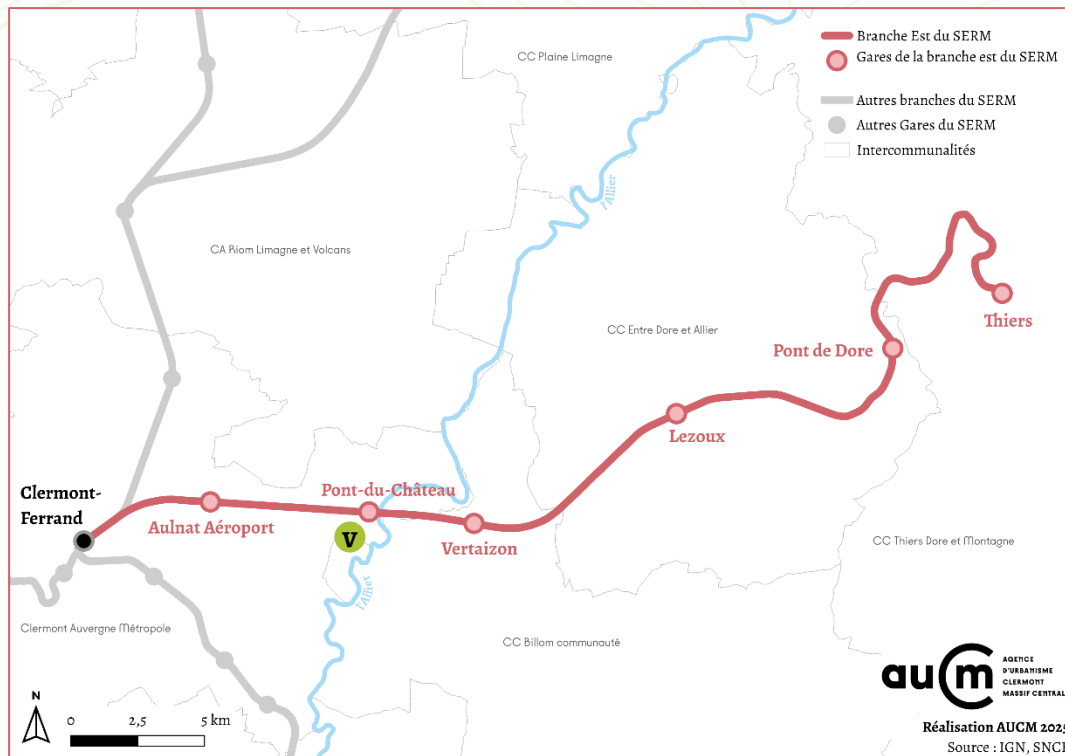 Branche Est du SERM
Gares de la branche est du SERM
Autres branches du SERM
Autres Gares du SERM
Intercommunalités
CC Plaine Limagne
l'Allier
CA Riom Limagne et Volcans
CC Entre Dore et Allier
Thiers
Pont de Dore
Lezoux
Clermont-
Ferrand
Pont-du-Château
Aulnat Aéroport
V
Vertaizon
CC Thiers Dore et Montagne
l'Allier
Clermont Auvergne Métropole
CC Billom communauté
aucm
AGENCE
D'URBANISME
CLERMONT
MASSIF CENTRAL
N
0 2,5 5 km
Réalisation AUCM 2025
Source : IGN, SNCF